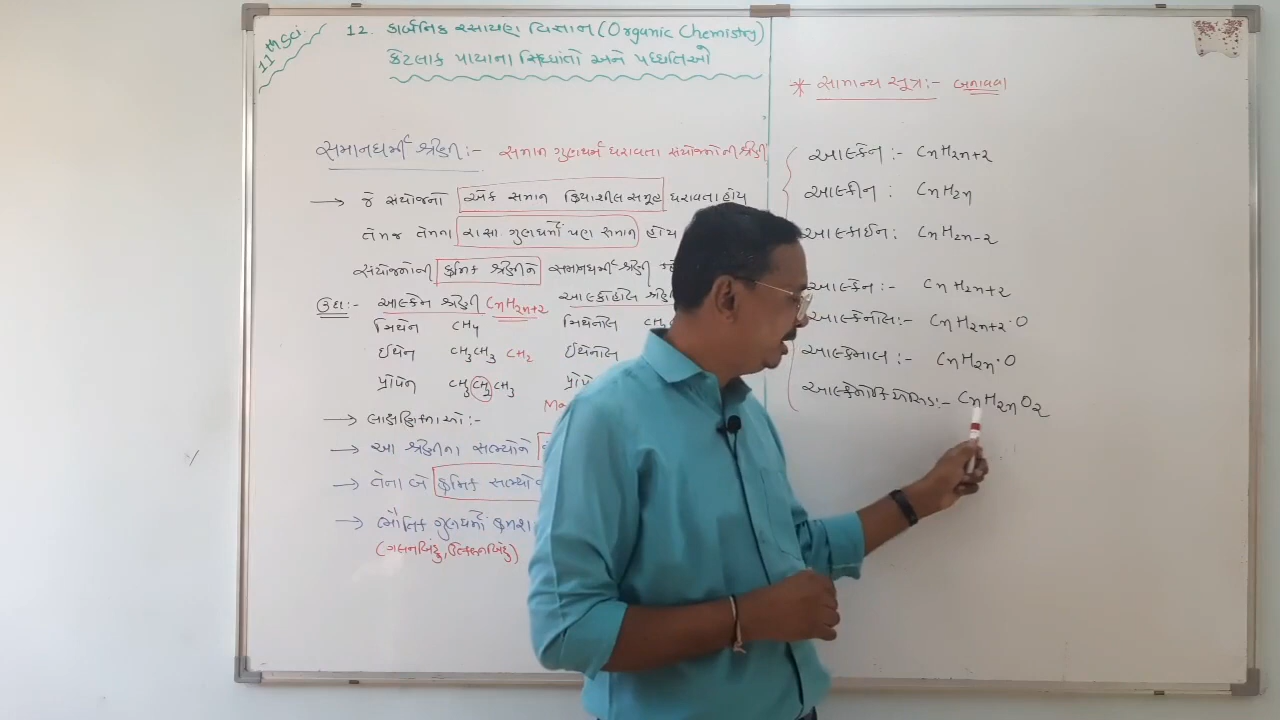 11th Sci.
12. કાર્બનિક રસાયણ વિજ્ઞાન (Organic Chemistry)
કેટલાક પાયાના સિધ્ધાંતો અને પધ્ધતિઓ
સમાનધર્મી શ્રેણી:- સમાન ગુણધર્મ ધરાવતા સંયોજનોની શ્રેણી
→ જે સંયોજનો એક સમાન ક્રિયાશીલ સમૂહ ધરાવતા હોય
તેમજ તેમના રાસા. ગુણધર્મો પણ સમાન હોય
સંયોજનોની ક્રમિક શ્રેણીને સમાનધર્મી શ્રેણી
ઉદા:- આલ્કેન શ્રેણી CnH2n+2 આલ્કોહોલ
મિથેન CH4 મિથેનોલ
ઈથેન CH3CH3 CH2 ઈથેનોલ
પ્રોપેન CH3CH2CH3
→ લાક્ષણિકતાઓ:-
→ આ શ્રેણીના સભ્યોને
→ તેના બે ક્રમિક સભ્યો
→ ભૌતિક ગુણધર્મો ક્રમશ
(ગલનબિંદુ, ઉત્કલનબિંદુ)
* સામાન્ય સૂત્ર:- બનાવવા
આલ્કેન:- CnH2n+2
આલ્કીન: CnH2n
આલ્કાઈન: CnH2n-2
આલ્કેન:- CnH2n+2
આલ્કેનોલ:- CnH2n+2·O
આલ્કેનાલ:- CnH2n·O
આલ્કેનોઈક એસિડ:- CnH2nO2